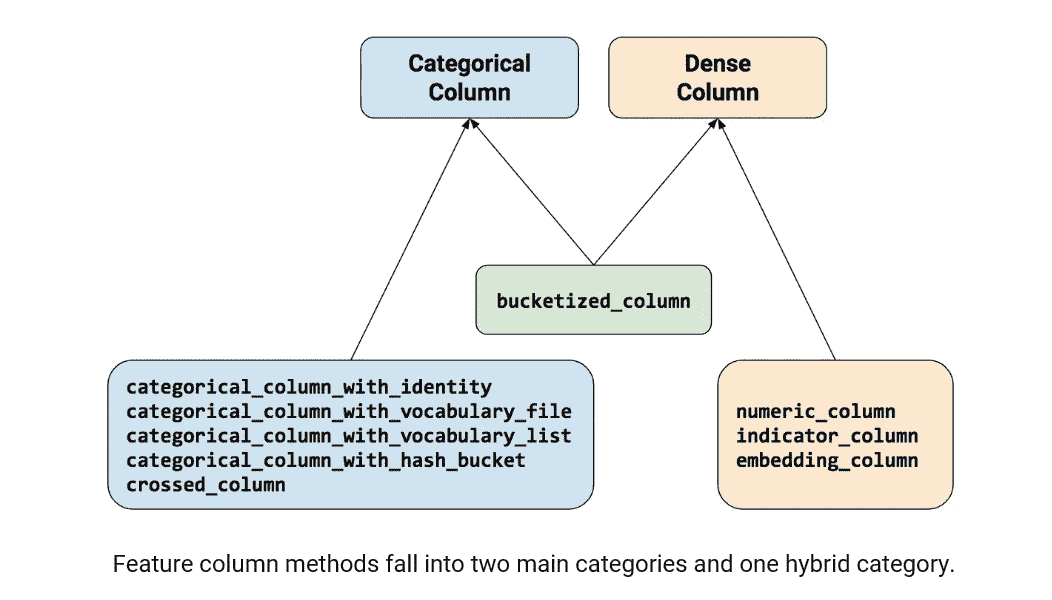 Categorical
Column
Dense
Column
bucketized_column
categorical_column_with_identity
categorical_column_with_vocabulary_file
categorical_column_with_vocabulary_list
categorical_column_with_hash_bucket
crossed_column
numeric_column
indicator_column
embedding_column
Feature column methods fall into two main categories and one hybrid category.